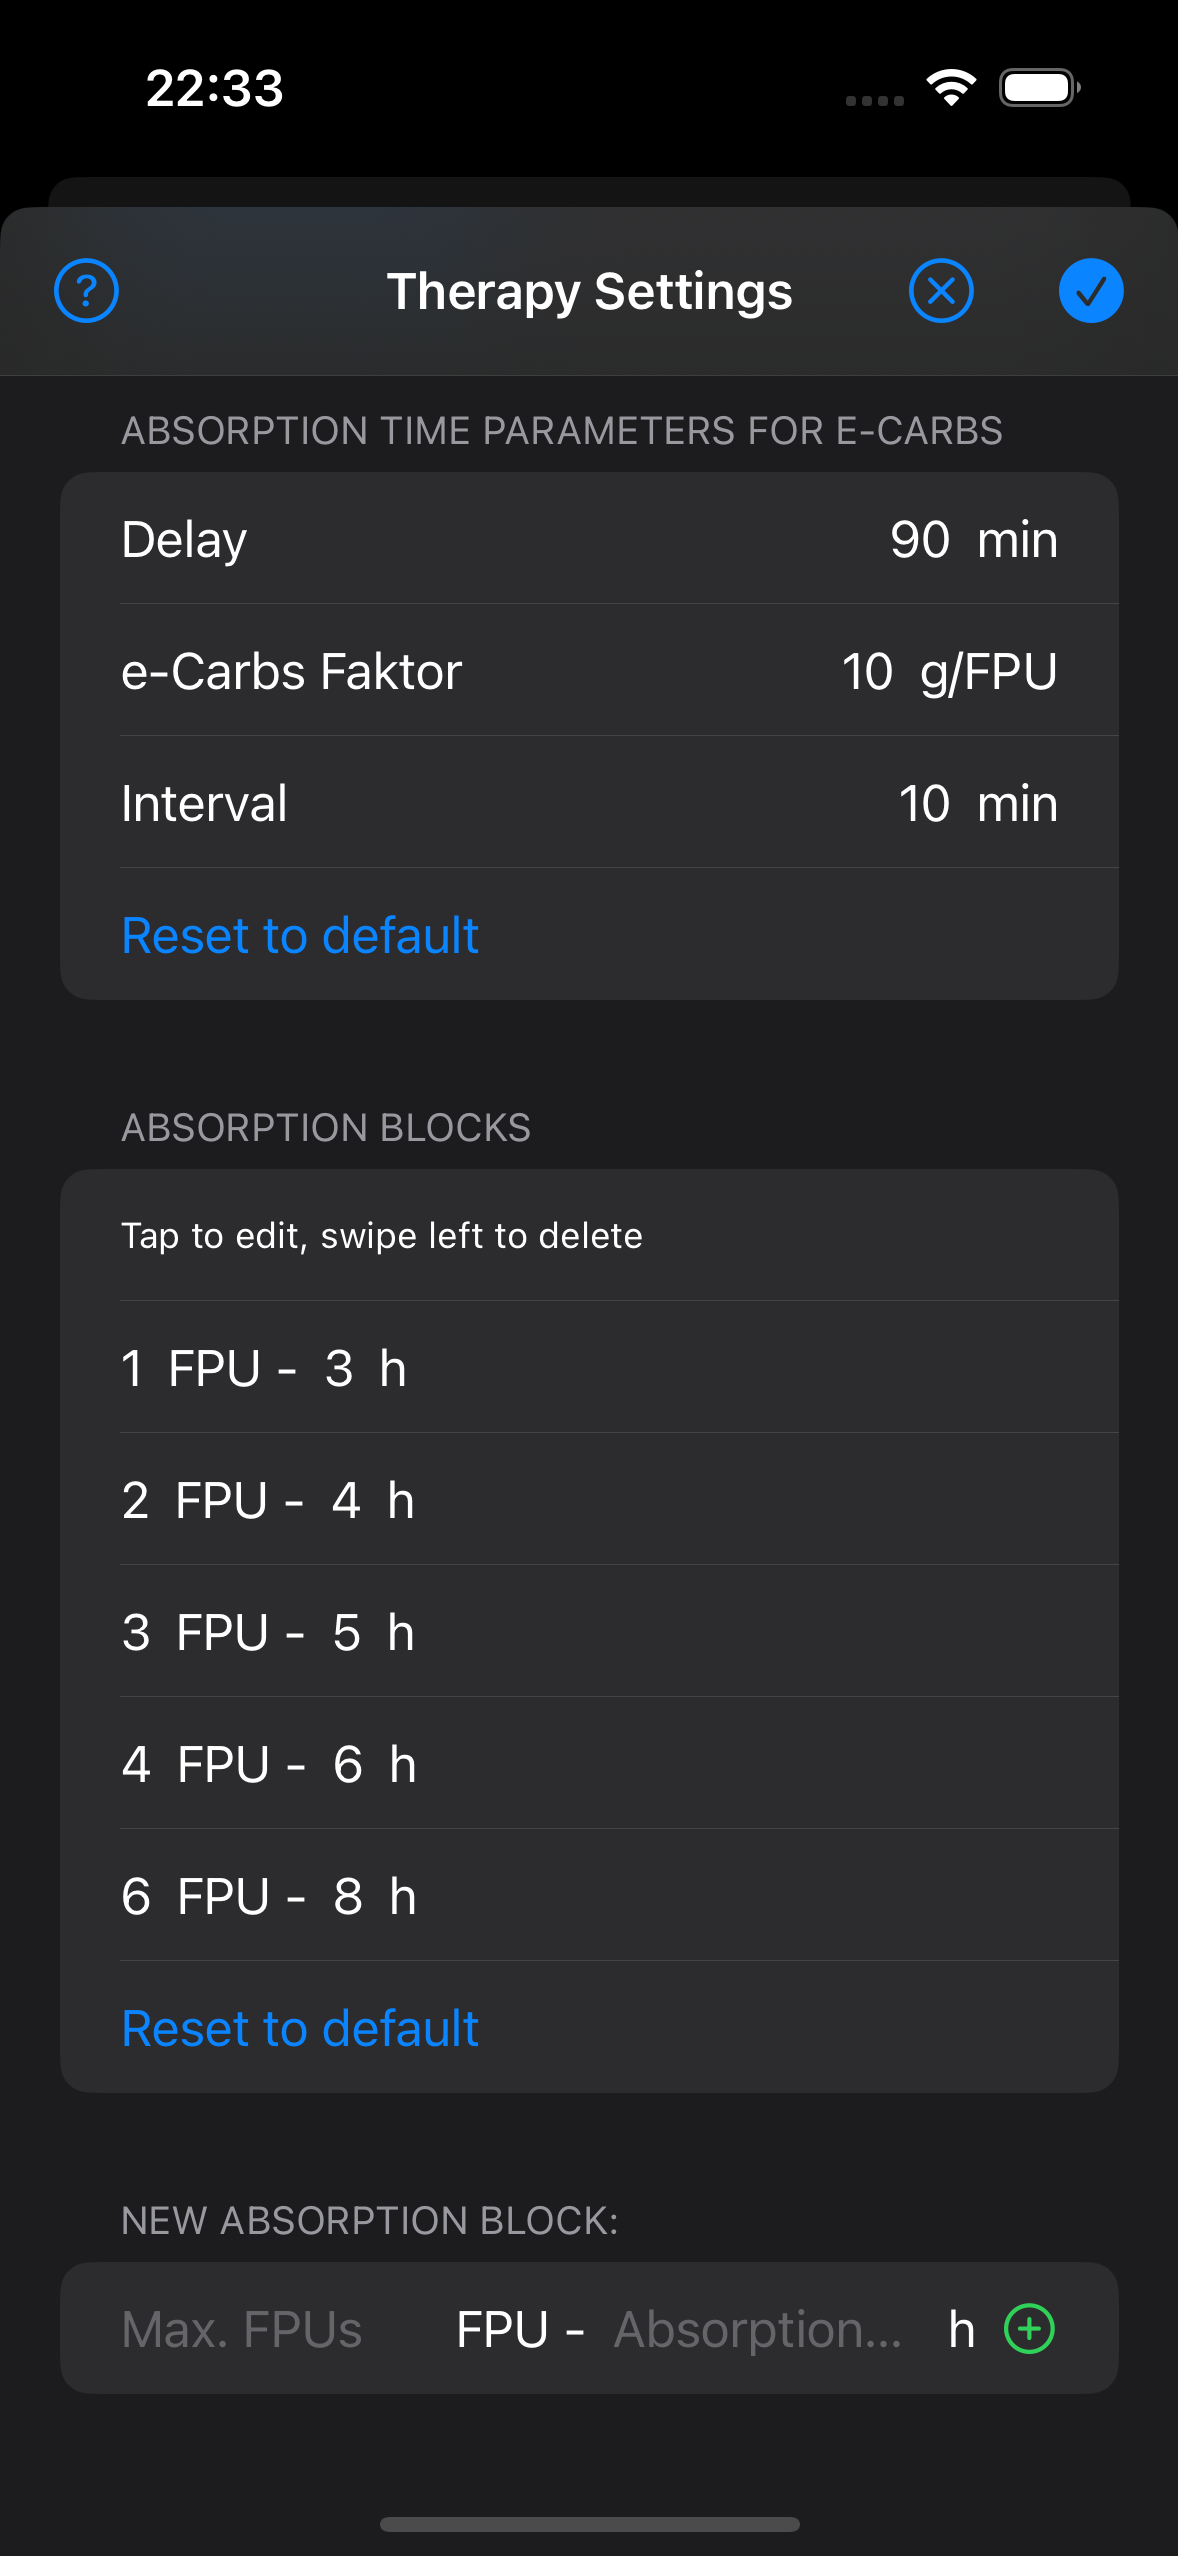 22:33
Therapy Settings
ABSORPTION TIME PARAMETERS FOR E-CARBS
Delay 90 min
e-Carbs Faktor 10 g/FPU
Interval 10 min
Reset to default
ABSORPTION BLOCKS
Tap to edit, swipe left to delete
1 FPU - 3 h
2 FPU - 4 h
3 FPU - 5 h
4 FPU - 6 h
6 FPU - 8 h
Reset to default
NEW ABSORPTION BLOCK:
Max. FPUs FPU - Absorption... h